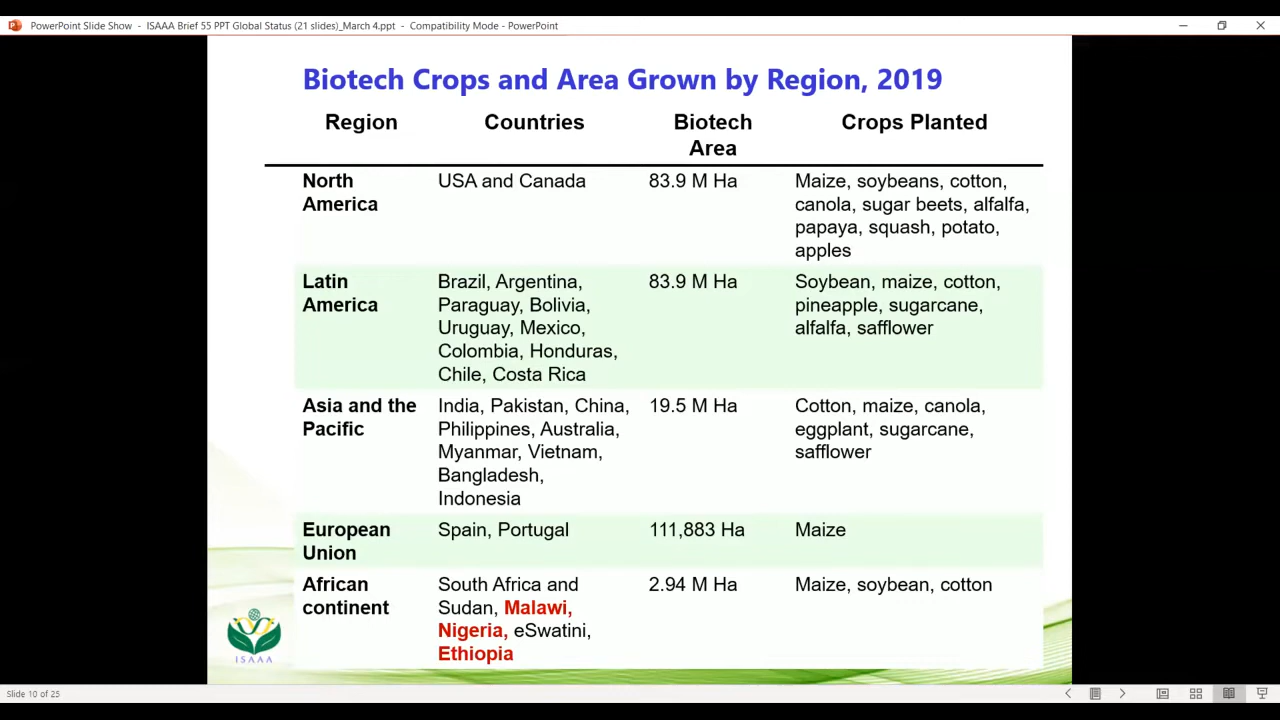 PowerPoint Slide Show - ISAAA Brief 55 PPT Global Status (21 slides)_March 4.ppt - Compatibility Mode - PowerPoint
Biotech Crops and Area Grown by Region, 2019
Region Countries Biotech Area Crops Planted
North America
USA and Canada
83.9 M Ha
Maize, soybeans, cotton,
canola, sugar beets, alfalfa,
papaya, squash, potato,
apples
Latin America
Brazil, Argentina,
Paraguay, Bolivia,
Uruguay, Mexico,
Colombia, Honduras,
Chile, Costa Rica
83.9 M Ha
Soybean, maize, cotton,
pineapple, sugarcane,
alfalfa, safflower
Asia and the
Pacific
India, Pakistan, China,
Philippines, Australia,
Myanmar, Vietnam,
Bangladesh,
Indonesia
19.5 M Ha
Cotton, maize, canola,
eggplant, sugarcane,
safflower
European
Union
Spain, Portugal
111,883 Ha
Maize
African
continent
South Africa and
Sudan, Malawi,
Nigeria, eSwatini,
Ethiopia
2.94 M Ha
Maize, soybean, cotton
ISAAA
Slide 10 of 25